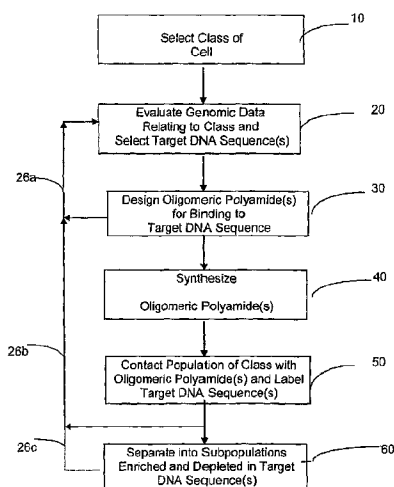 10
Select Class of
Cell
Evaluate Genomic Data
Relating to Class and
Select Target DNA Sequence(s)
20
26a
Design Oligomeric Polyamide(s)
for Binding to
Target DNA Sequence
30
Synthesize
Oligomeric Polyamide(s)
40
26b
Contact Population of Class with
Oligomeric Polyamide(s) and Label
Target DNA Sequence(s)
50
26c
Separate into Subpopulations
Enriched and Depleted in Target
DNA Sequence(s)
60